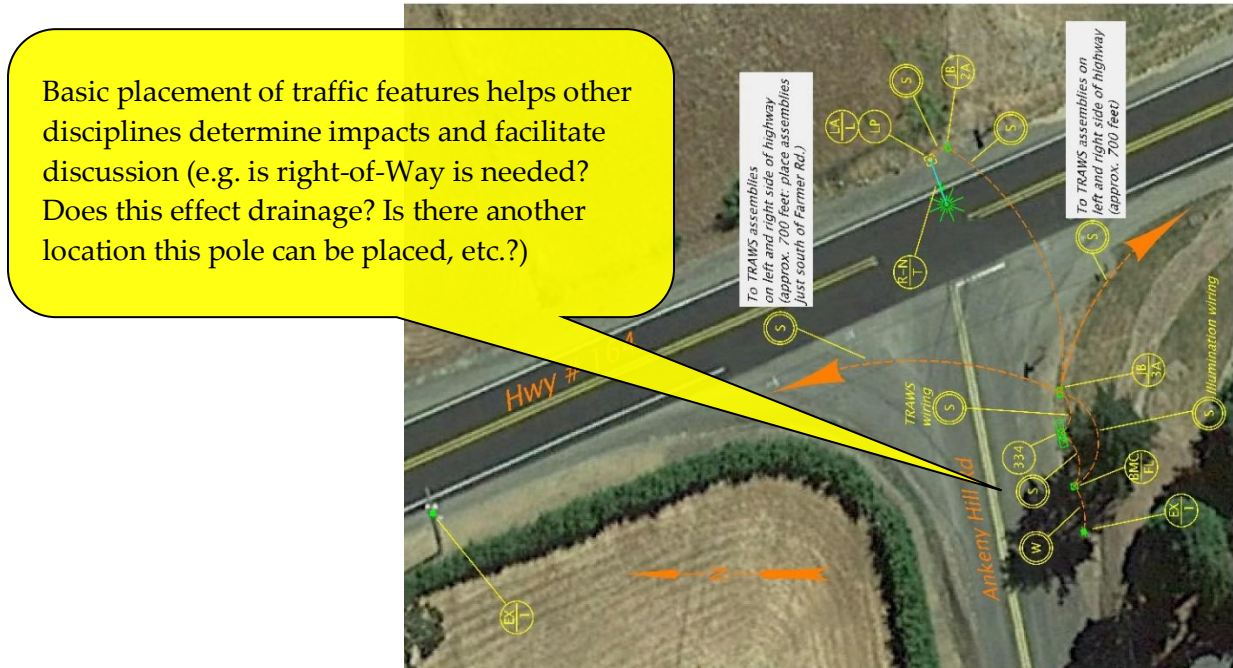 Basic placement of traffic features helps other
disciplines determine impacts and facilitate
discussion (e.g. is right-of-Way is needed?
Does this effect drainage? Is there another
location this pole can be placed, etc.?)
To TRAWS assemblies
on left and right side of highway
(approx. 700 feet: place assemblies
just south of Farmer Rd.)
S
To TRAWS assemblies on
left and right side of highway
(approx. 700 feet)
S
LA
1
LP
S
JB
2A
S
R-N
T
Hwy # 164
TRAWS
wiring
S
334
S
JB
3A
S
Illumination wiring
BMC
FL
EX
1
W
Ankeny Hill Rd
N
EX
1